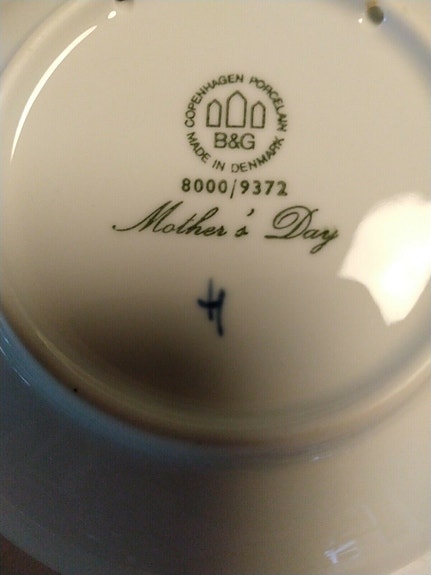 COPENHAGEN PORCELAIN
B&G
MADE IN DENMARK
8000/9372
Mother's Day